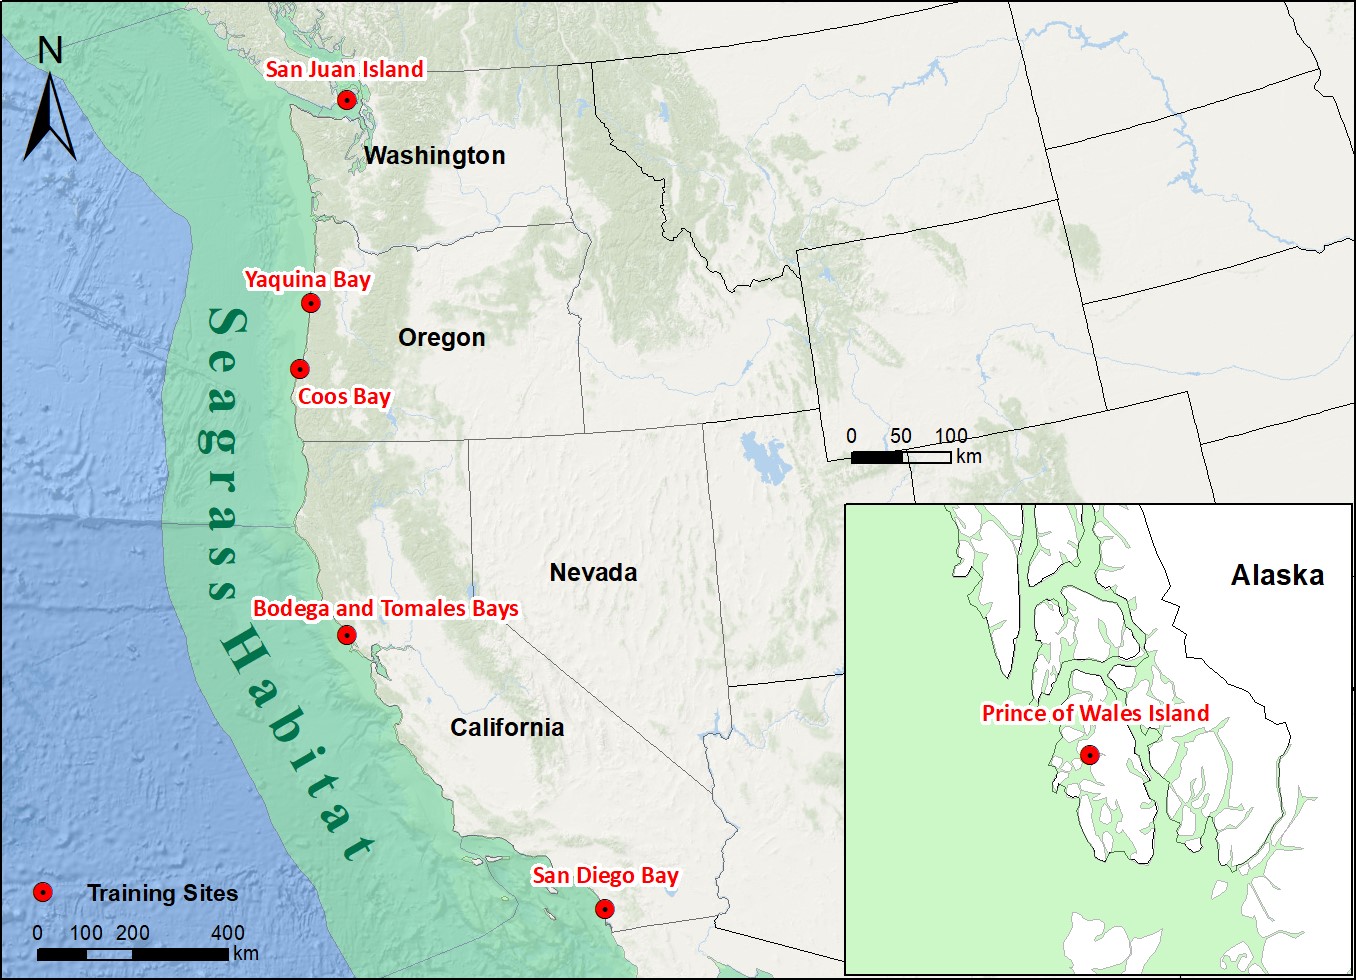 N
San Juan Island
Washington
Yaquina Bay
Oregon
Coos Bay
0 50 100
km
Seagrass Habitat
Nevada
Alaska
Bodega and Tomales Bays
Prince of Wales Island
California
San Diego Bay
Training Sites
0 100 200 400
km